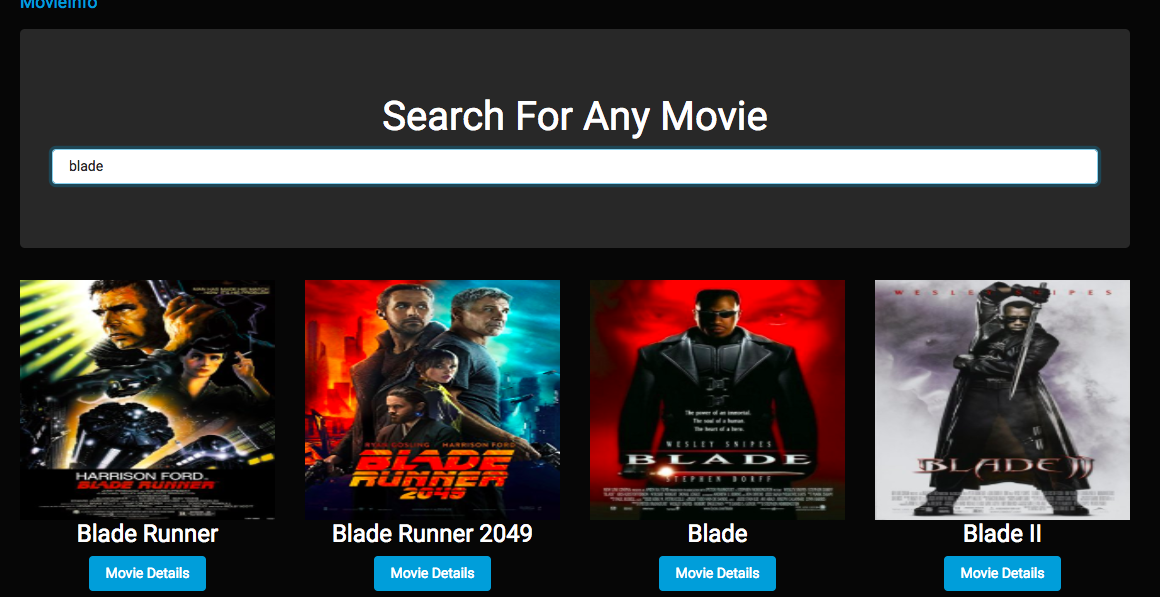 MovieInfo
Search For Any Movie
blade
HARRISON FORD
BLADE RUNNER
RYAN GOSLING HARRISON FORD
BLADE
RUNNER
2049
The power of an immortal.
The soul of a human.
The heart of a hero.
WESLEY SNIPES
BLADE
STEPHEN DORFF
WESLEY SNIPES
BLADE II
Blade Runner
Blade Runner 2049
Blade
Blade II
Movie Details
Movie Details
Movie Details
Movie Details